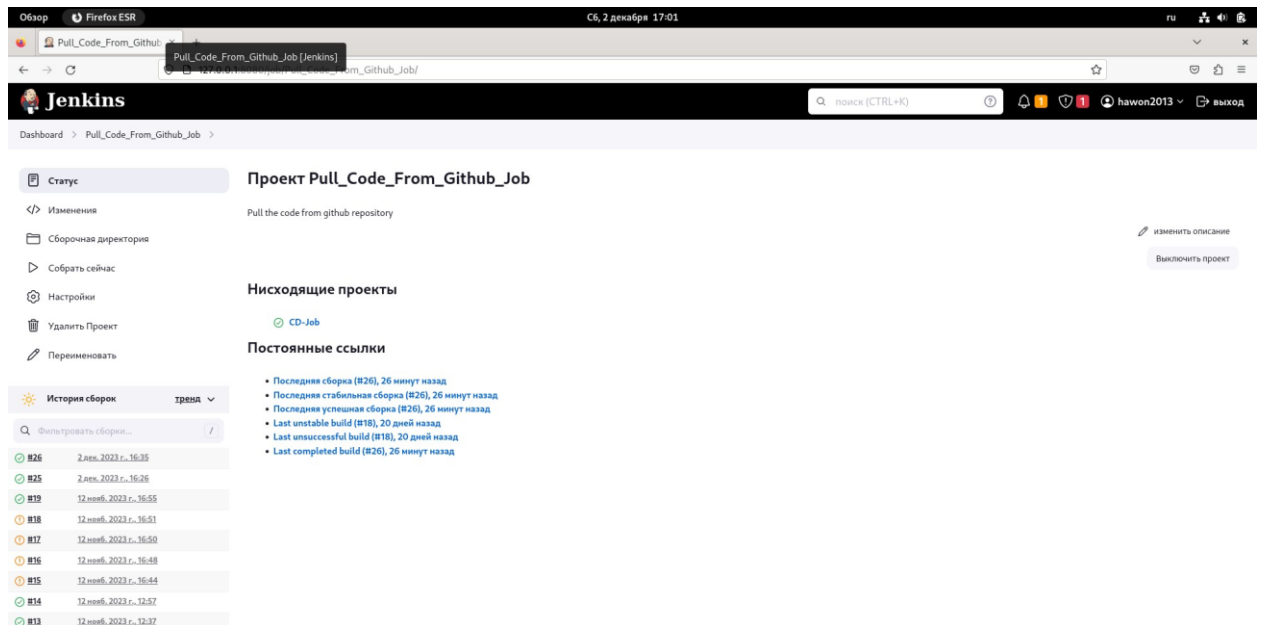 Обзор Firefox ESR Сб, 2 декабря 17:01 ru
Pull_Code_From_Github
Pull_Code_From_Github_Job [Jenkins]
127.0.0.1:8080/job/Pull_Code_From_Github_Job/
Jenkins поиск (CTRL+K) 1 1 hawon2013 выход
Dashboard > Pull_Code_From_Github_Job >
Статус
Изменения
Сборочная директория
Собрать сейчас
Настройки
Удалить Проект
Переименовать
История сборок тренд
Фильтровать сборки... /
#26 2 дек. 2023 г., 16:35
#25 2 дек. 2023 г., 16:26
#19 12 нояб. 2023 г., 16:55
#18 12 нояб. 2023 г., 16:51
#17 12 нояб. 2023 г., 16:50
#16 12 нояб. 2023 г., 16:48
#15 12 нояб. 2023 г., 16:44
#14 12 нояб. 2023 г., 12:57
#13 12 нояб. 2023 г., 12:37
Проект Pull_Code_From_Github_Job
Pull the code from github repository
изменить описание
Выключить проект
Нисходящие проекты
CD-Job
Постоянные ссылки
Последняя сборка (#26), 26 минут назад
Последняя стабильная сборка (#26), 26 минут назад
Последняя успешная сборка (#26), 26 минут назад
Last unstable build (#18), 20 дней назад
Last unsuccessful build (#18), 20 дней назад
Last completed build (#26), 26 минут назад